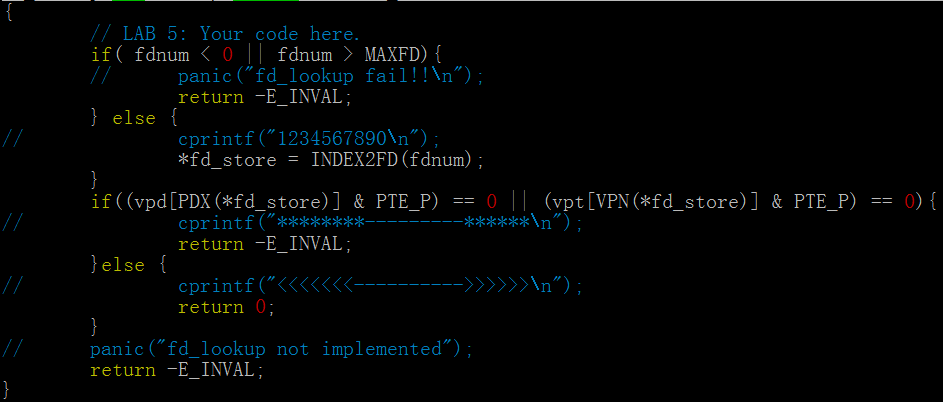 {
        // LAB 5: Your code here.
        if( fdnum < 0 || fdnum > MAXFD){
        //      panic("fd_lookup fail!!\n");
                return -E_INVAL;
        } else {
//              cprintf("1234567890\n");
                *fd_store = INDEX2FD(fdnum);
        }
        if((vpd[PDX(*fd_store)] & PTE_P) == 0 || (vpt[VPN(*fd_store)] & PTE_P) == 0){
//              cprintf("********---------******\n");
                return -E_INVAL;
        }else {
//              cprintf("<<<<<<<---------->>>>>>\n");
                return 0;
        }
//      panic("fd_lookup not implemented");
        return -E_INVAL;
}